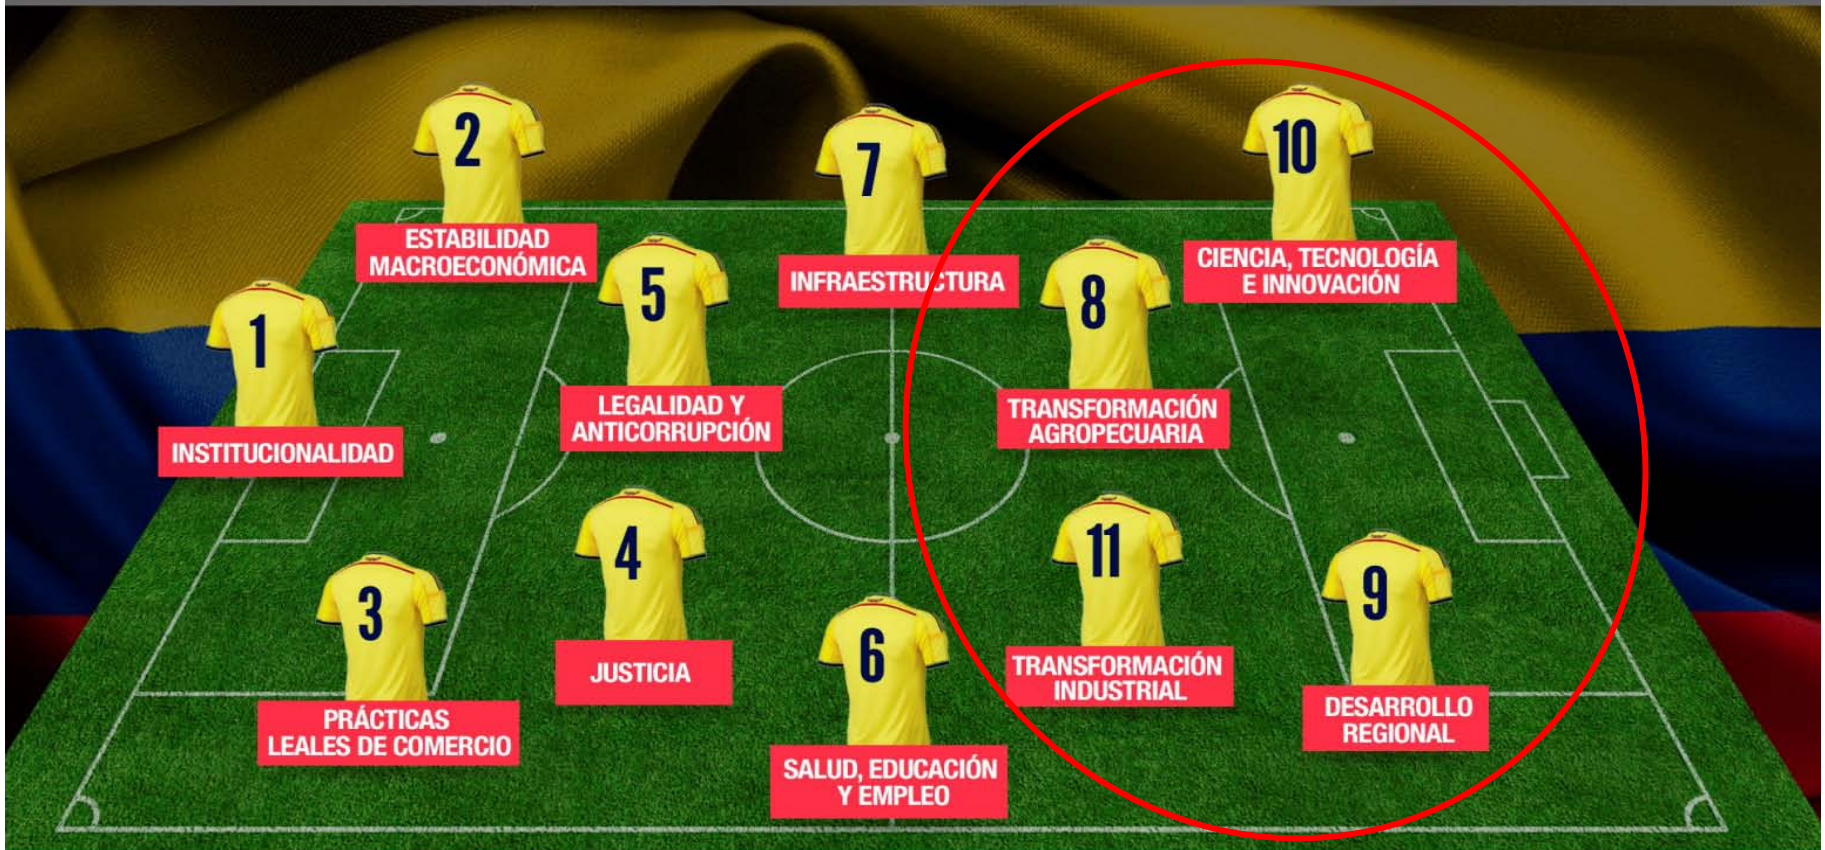 2
ESTABILIDAD
MACROECONÓMICA
7
INFRAESTRUCTURA
10
CIENCIA, TECNOLOGÍA
E INNOVACIÓN
1
INSTITUCIONALIDAD
5
LEGALIDAD Y
ANTICORRUPCIÓN
8
TRANSFORMACIÓN
AGROPECUARIA
3
PRÁCTICAS
LEALES DE COMERCIO
4
JUSTICIA
6
SALUD, EDUCACIÓN
Y EMPLEO
11
TRANSFORMACIÓN
INDUSTRIAL
9
DESARROLLO
REGIONAL